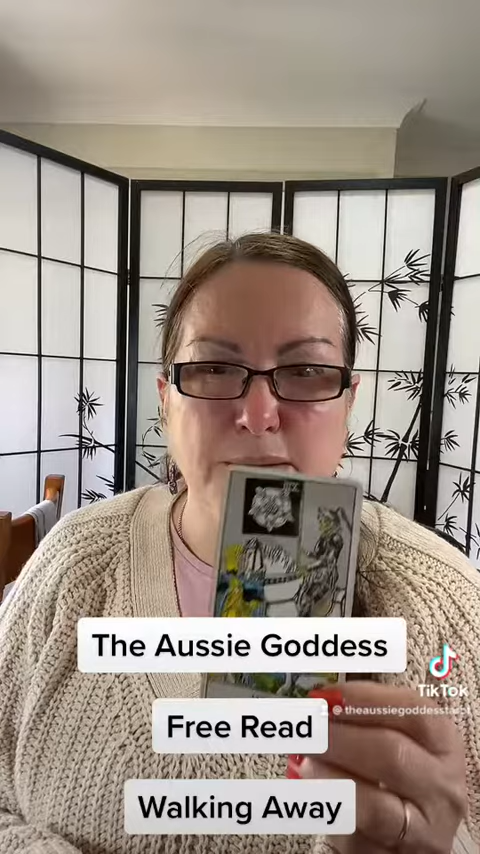 The Aussie Goddess
TikTok
@theaussiegoddesstarot
Free Read
Walking Away